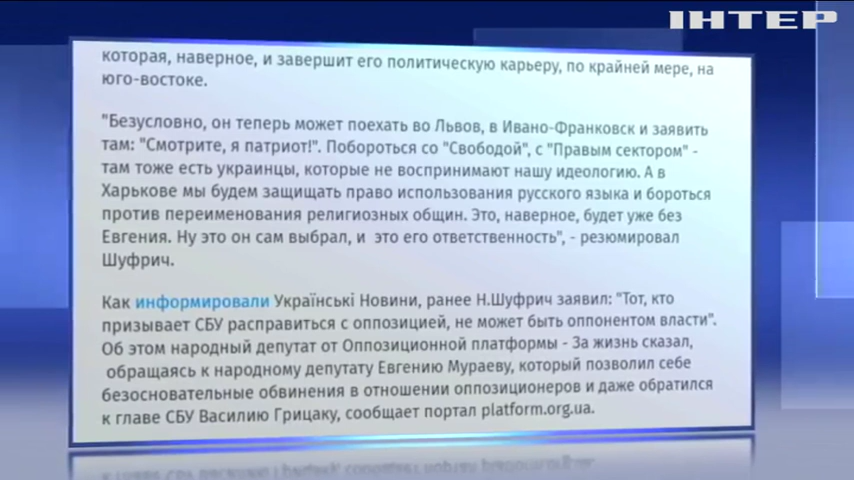 ІНТЕР
которая, наверное, и завершит его политическую карьеру, по крайней мере, на
юго-востоке.
"Безусловно, он теперь может поехать во Львов, в Ивано-Франковск и заявить
там: "Смотрите, я патриот!". Побороться со "Свободой", с "Правым сектором" -
там тоже есть украинцы, которые не воспринимают нашу идеологию. А в
Харькове мы будем защищать право использования русского языка и бороться
против переименования религиозных общин. Это, наверное, будет уже без
Евгения. Ну это он сам выбрал, и это его ответственность", - резюмировал
Шуфрич.
Как информировали Українські Новини, ранее Н.Шуфрич заявил: "Тот, кто
призывает СБУ расправиться с оппозицией, не может быть оппонентом власти".
Об этом народный депутат от Оппозиционной платформы - За жизнь сказал,
обращаясь к народному депутату Евгению Мураеву, который позволил себе
безосновательные обвинения в отношении оппозиционеров и даже обратился
к главе СБУ Василию Грицаку, сообщает портал platform.org.ua.